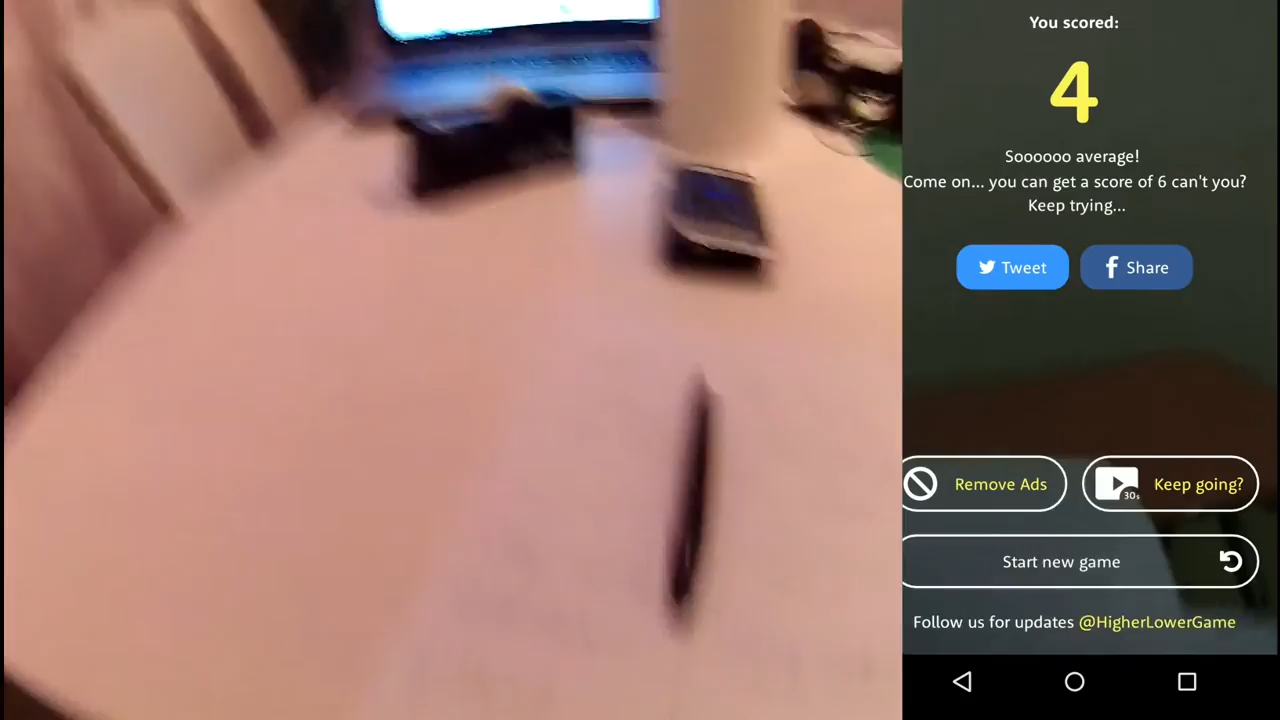 You scored:
4
Soooooo average!
Come on... you can get a score of 6 can't you?
Keep trying...
Tweet
Share
Remove Ads
30s
Keep going?
Start new game
Follow us for updates @HigherLowerGame